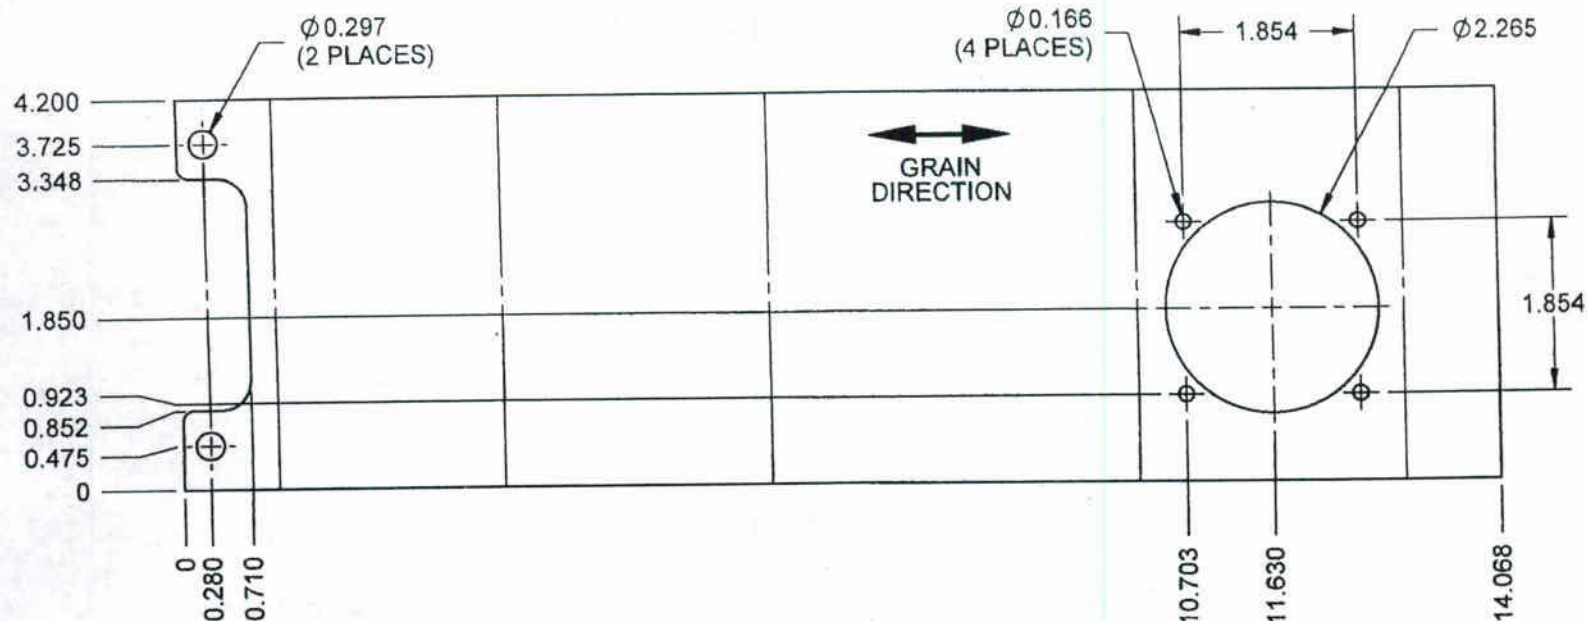 Ø0.297
(2 PLACES)
Ø0.166
(4 PLACES)
1.854
Ø2.265
4.200
3.725
3.348
GRAIN
DIRECTION
1.850
1.854
0.923
0.852
0.475
0
0
0.280
0.710
10.703
11.630
14.068